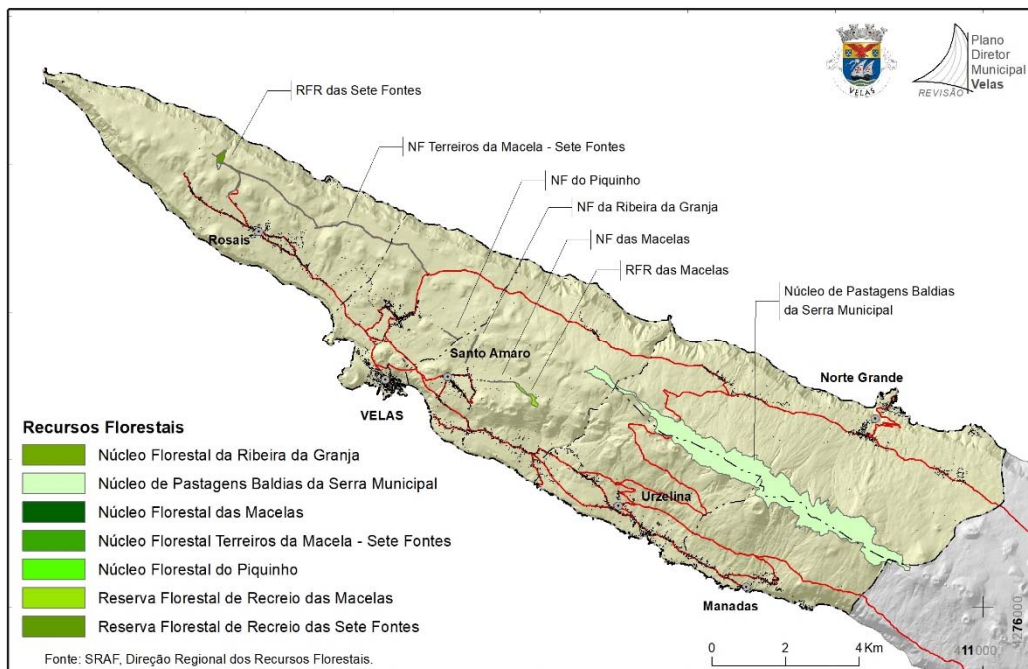 VELAS
Plano
Diretor
Municipal
Velas
REVISÃO
RFR das Sete Fontes
NF Terreiros da Macela - Sete Fontes
NF do Piquinho
NF da Ribeira da Granja
NF das Macelas
RFR das Macelas
Núcleo de Pastagens Baldias
da Serra Municipal
Rosais
Santo Amaro
VELAS
Norte Grande
Urzelina
Manadas
Recursos Florestais
Núcleo Florestal da Ribeira da Granja
Núcleo de Pastagens Baldias da Serra Municipal
Núcleo Florestal das Macelas
Núcleo Florestal Terreiros da Macela - Sete Fontes
Núcleo Florestal do Piquinho
Reserva Florestal de Recreio das Macelas
Reserva Florestal de Recreio das Sete Fontes
Fonte: SRAF, Direção Regional dos Recursos Florestais.
0 2 4 Km
411000
4276000